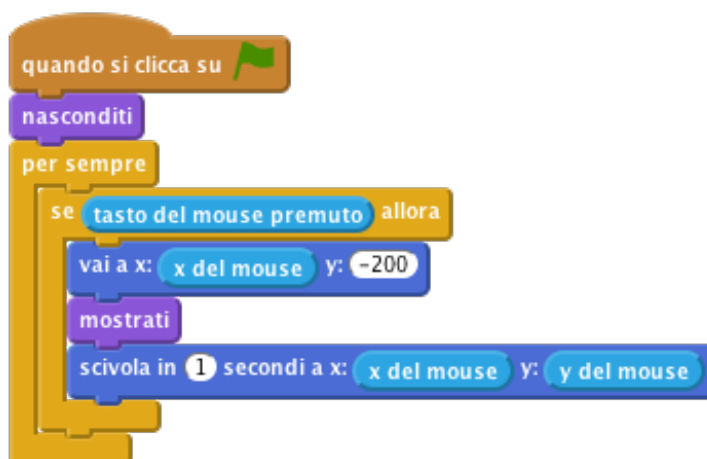 quando si clicca su
nasconditi
per sempre
se tasto del mouse premuto allora
vai a x: x del mouse y: -200
mostrati
scivola in 1 secondi a x: x del mouse y: y del mouse